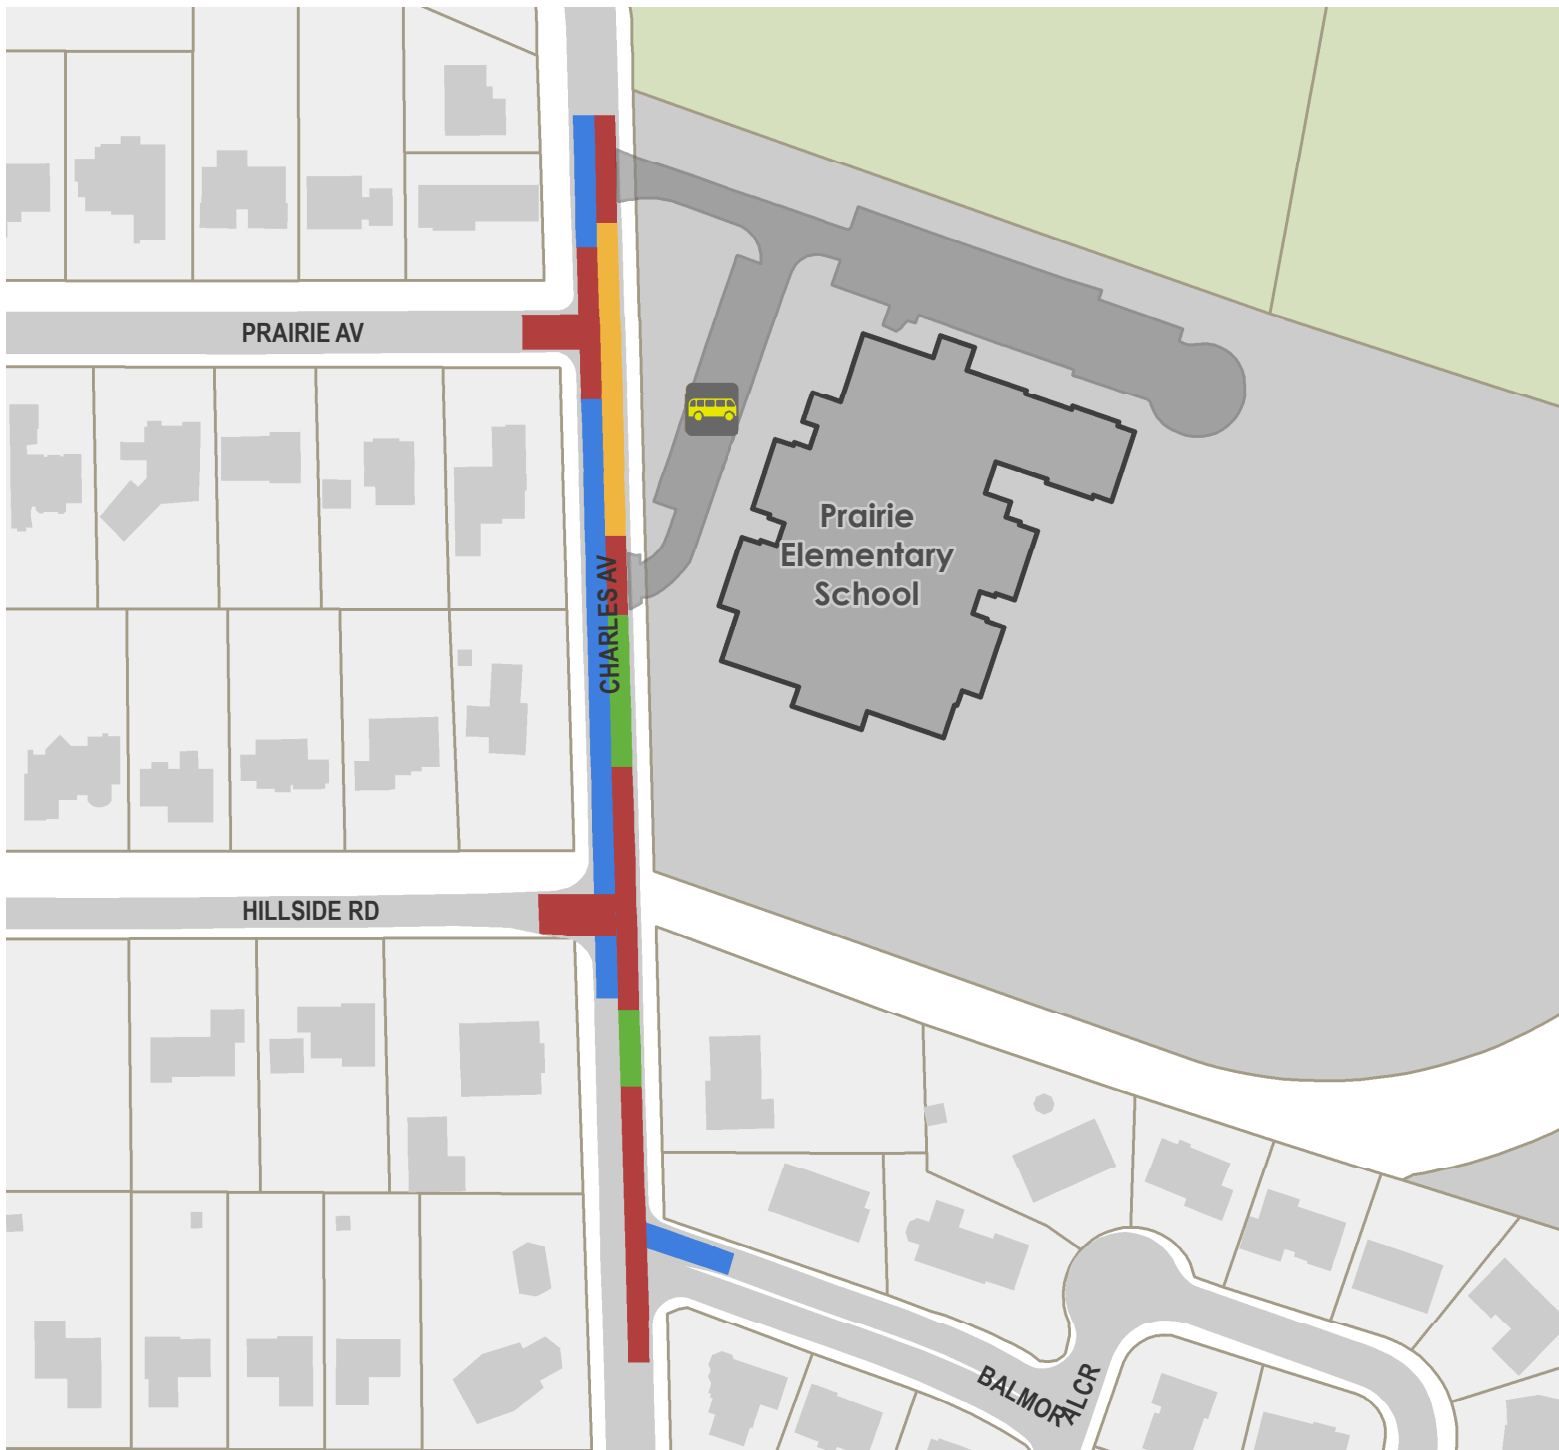 PRAIRIE AV
Prairie
Elementary
School
CHARLES AV
HILLSIDE RD
BALMORAL CR